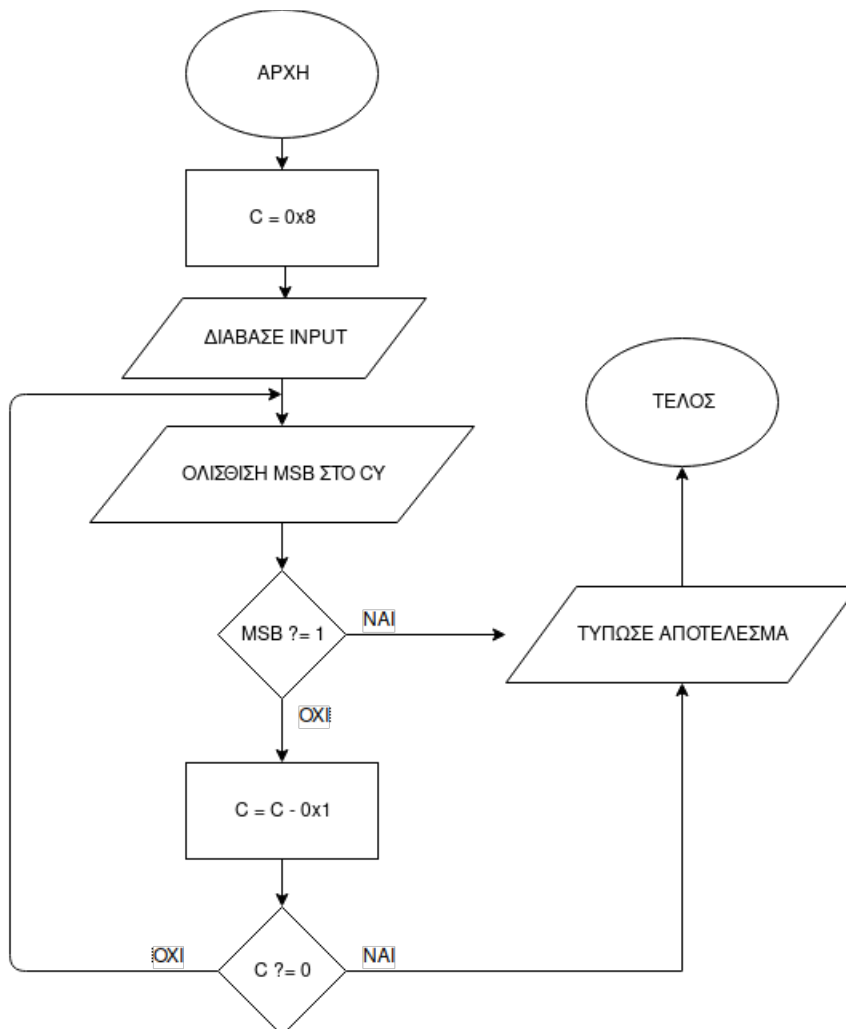 ΑΡΧΗ
C = 0x8
ΔΙΑΒΑΣΕ INPUT
ΟΛΙΣΘΙΣΗ MSB ΣΤΟ CY
MSB ?= 1
ΝΑΙ
ΟΧΙ
C = C - 0x1
C ?= 0
ΟΧΙ
ΝΑΙ
ΤΥΠΩΣΕ ΑΠΟΤΕΛΕΣΜΑ
ΤΕΛΟΣ